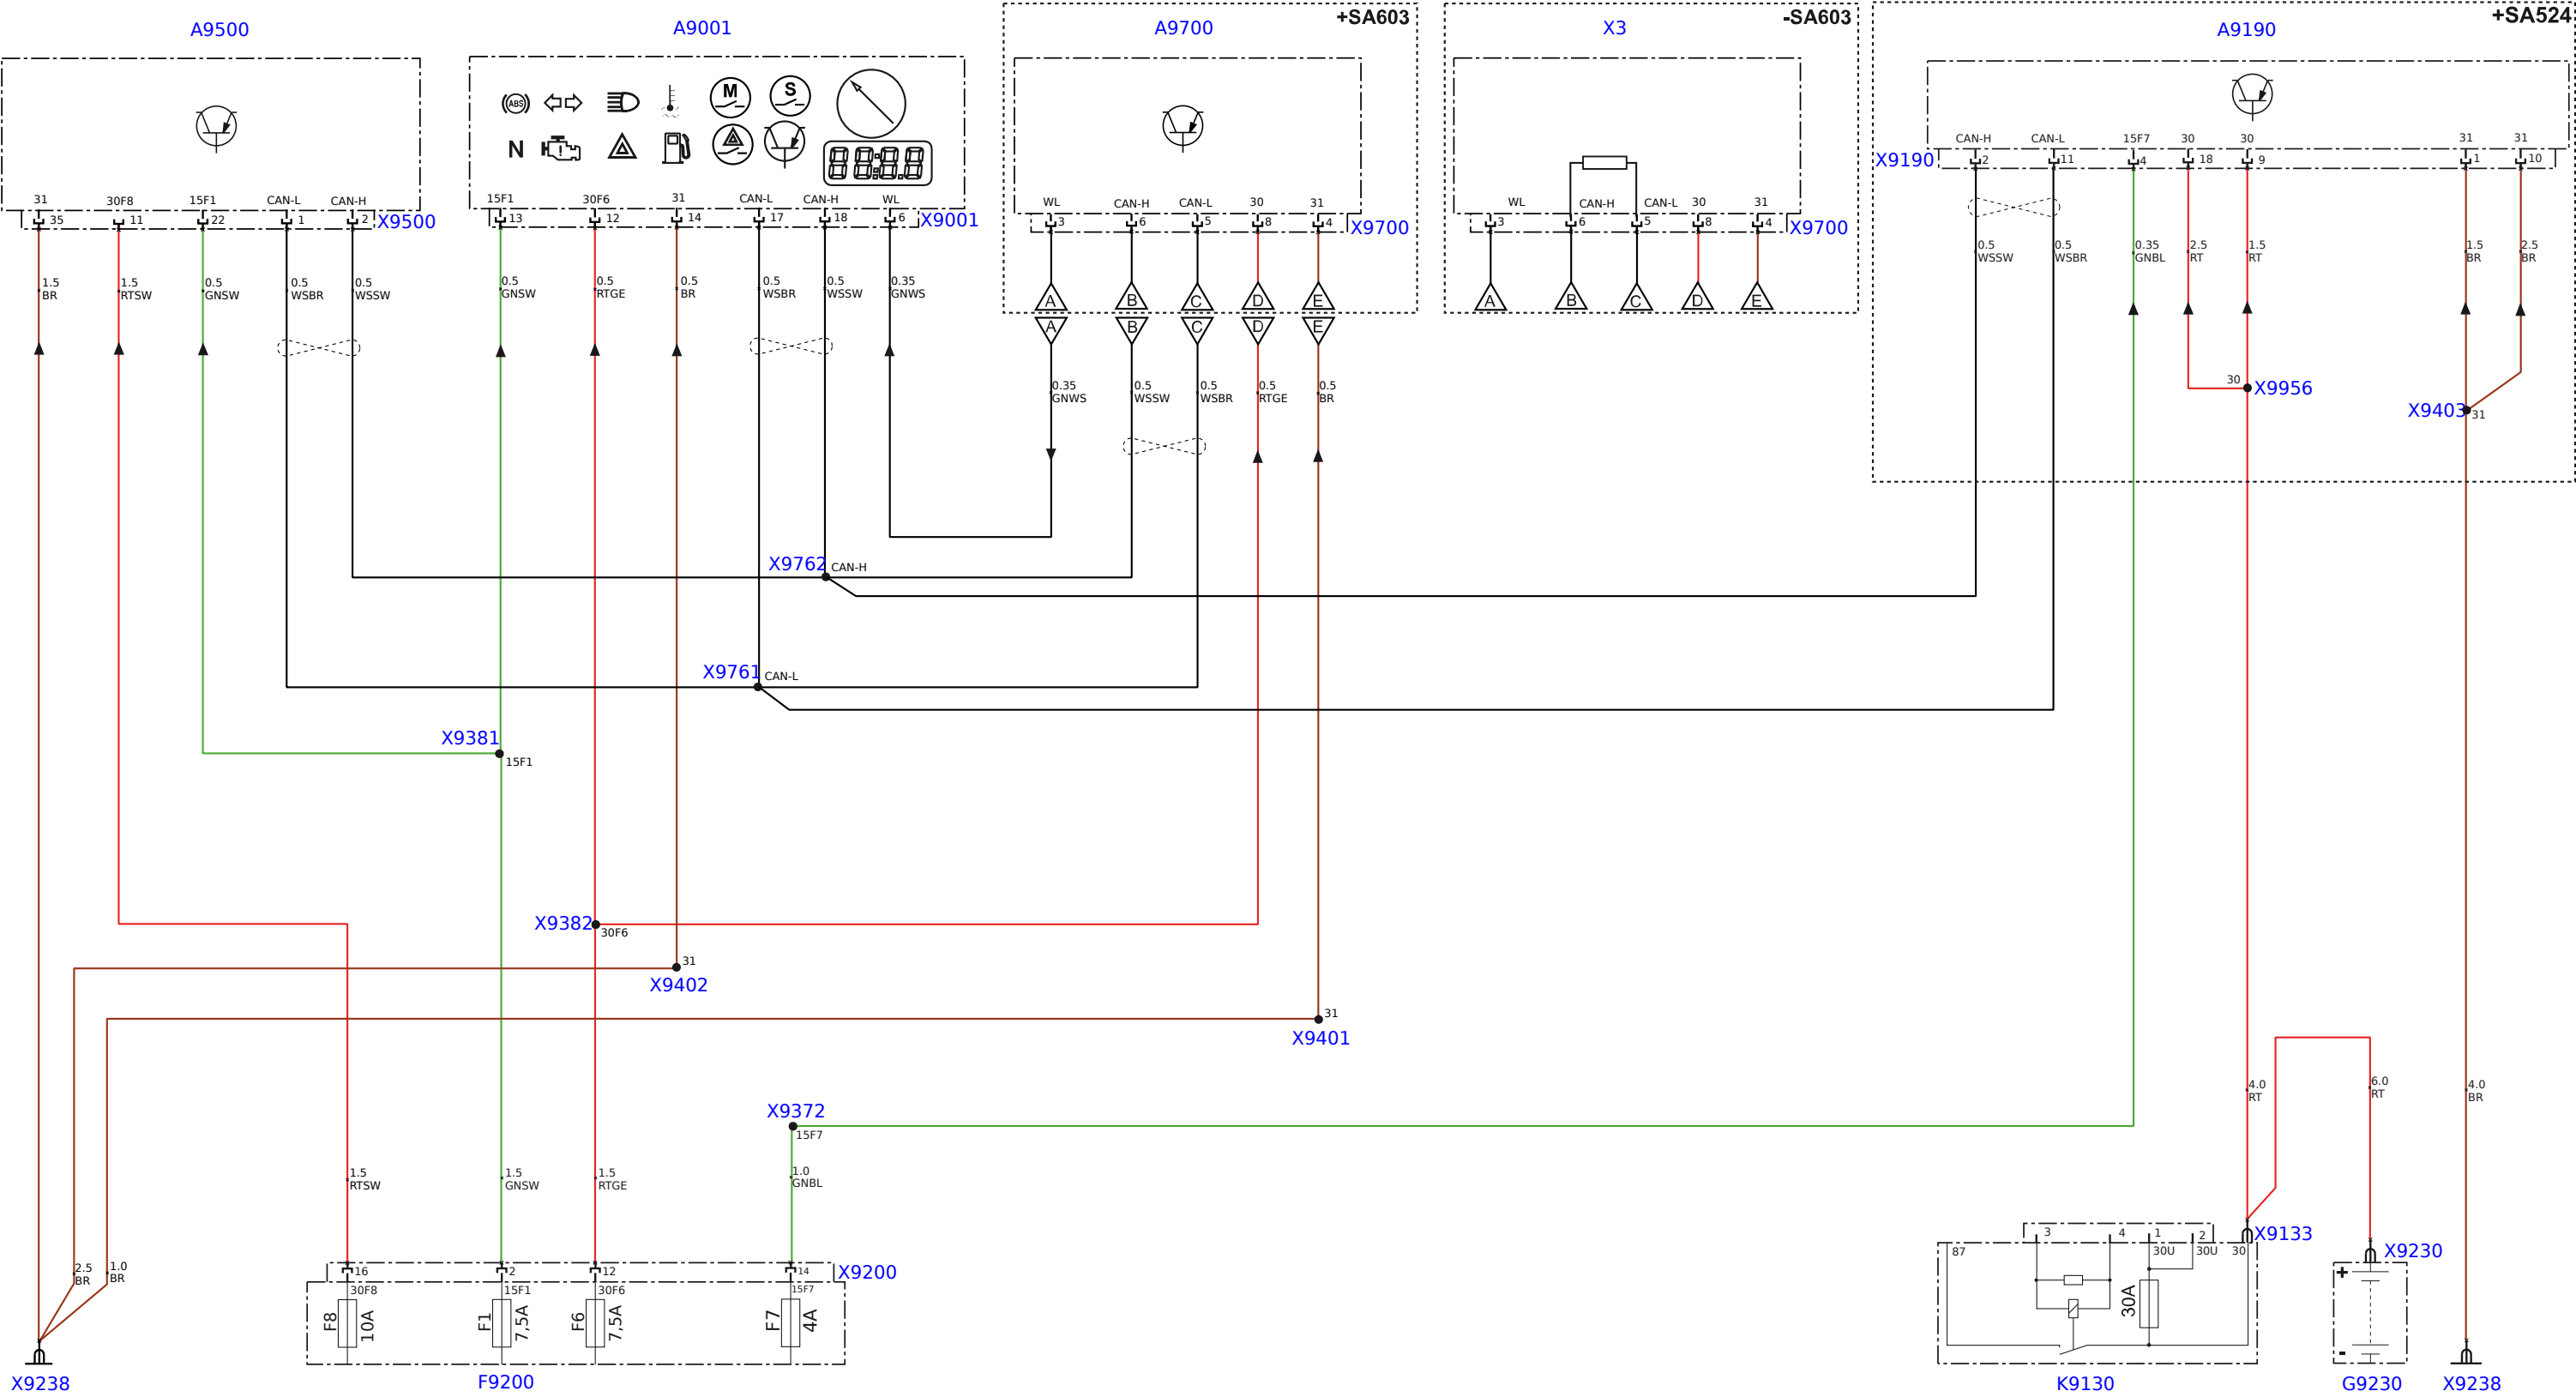 A9500
A9001
A9700
+SA603
X3
-SA603
A9190
+SA524
ABS
M
S
N
88:88
31 30F8 15F1 CAN-L CAN-H
35 11 22 1 2 X9500
15F1 30F6 31 CAN-L CAN-H WL
13 12 14 17 18 6 X9001
WL CAN-H CAN-L 30 31
3 6 5 8 4 X9700
WL CAN-H CAN-L 30 31
3 6 5 8 4 X9700
CAN-H CAN-L 15F7 30 30 31 31
X9190 2 11 4 18 9 1 10
1.5 BR
1.5 RTSW
0.5 GNSW
0.5 WSBR
0.5 WSSW
0.5 GNSW
0.5 RTGE
0.5 BR
0.5 WSBR
0.5 WSSW
0.35 GNWS
A B C D E
A B C D E
A B C D E
0.35 GNWS
0.5 WSSW
0.5 WSBR
0.5 RTGE
0.5 BR
0.5 WSSW
0.5 WSBR
0.35 GNBL
2.5 RT
1.5 RT
1.5 BR
2.5 BR
30 X9956
X9403 31
X9762 CAN-H
X9761 CAN-L
X9381
15F1
X9382
30F6
31
X9402
31
X9401
X9372
15F7
1.5 RTSW
1.5 GNSW
1.5 RTGE
1.0 GNBL
4.0 RT
6.0 RT
4.0 BR
2.5 BR
1.0 BR
16 2 12 14 X9200
30F8 15F1 30F6 15F7
F8 10A
F1 7,5A
F6 7,5A
F7 4A
3 4 1 2 X9133
87 30U 30U 30
30A
X9230
+
-
X9238
F9200
K9130
G9230
X9238